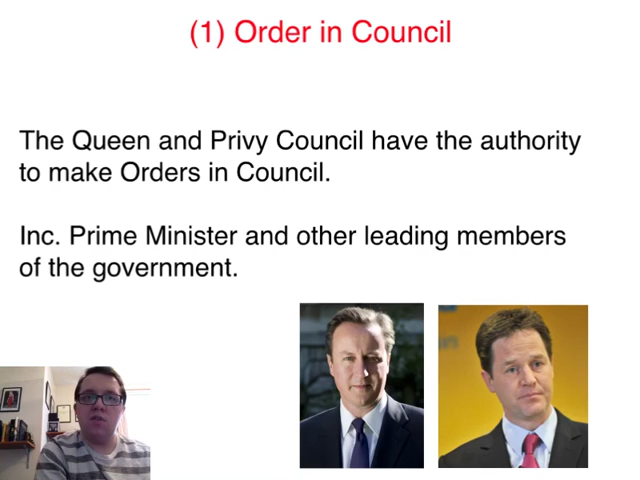 (1) Order in Council
The Queen and Privy Council have the authority
to make Orders in Council.
Inc. Prime Minister and other leading members
of the government.